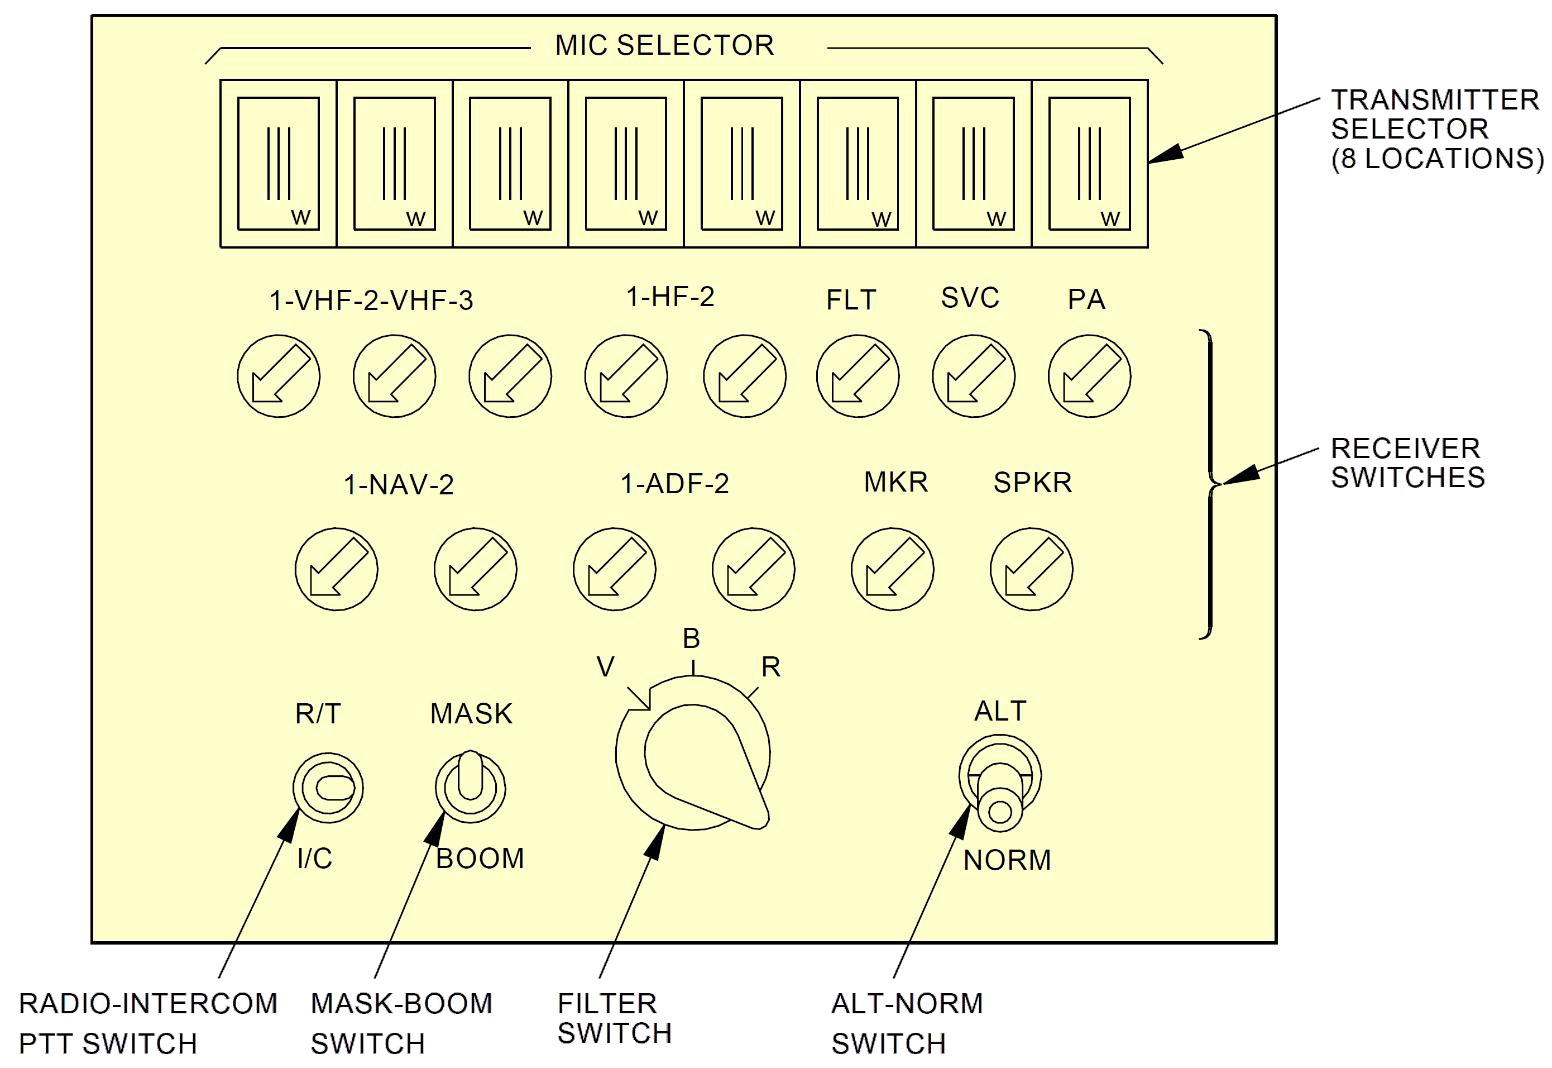 MIC SELECTOR
TRANSMITTER
SELECTOR
(8 LOCATIONS)
W W W W W W W W
1-VHF-2-VHF-3 1-HF-2 FLT SVC PA
RECEIVER
SWITCHES
1-NAV-2 1-ADF-2 MKR SPKR
B
V R
R/T MASK ALT
I/C BOOM NORM
RADIO-INTERCOM
PTT SWITCH
MASK-BOOM
SWITCH
FILTER
SWITCH
ALT-NORM
SWITCH